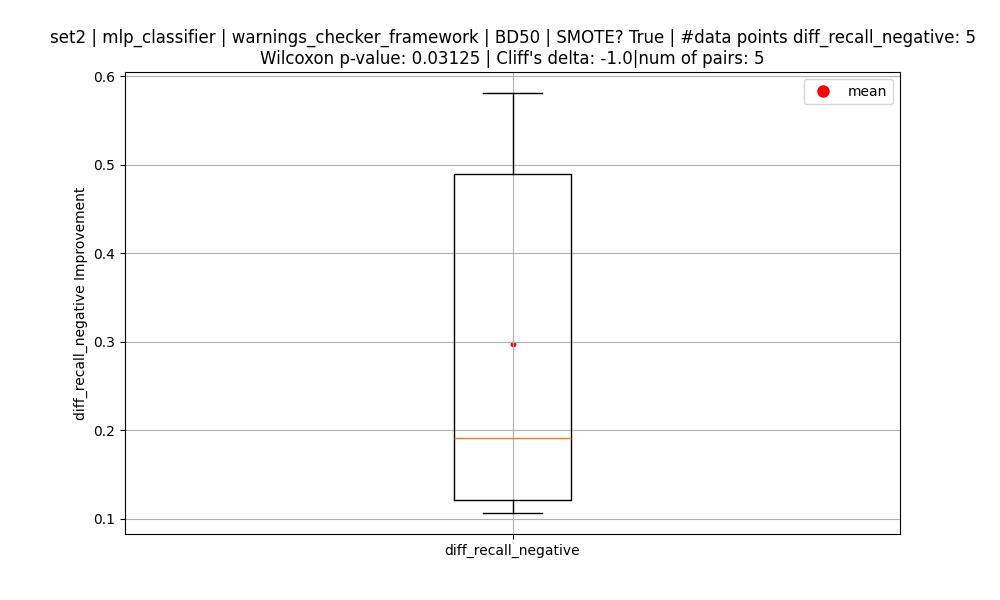 set2 | mlp_classifier | warnings_checker_framework | BD50 | SMOTE? True | #data points diff_recall_negative: 5
Wilcoxon p-value: 0.03125 | Cliff's delta: -1.0|num of pairs: 5
mean
0.6
0.5
0.4
0.3
0.2
0.1
diff_recall_negative Improvement
diff_recall_negative